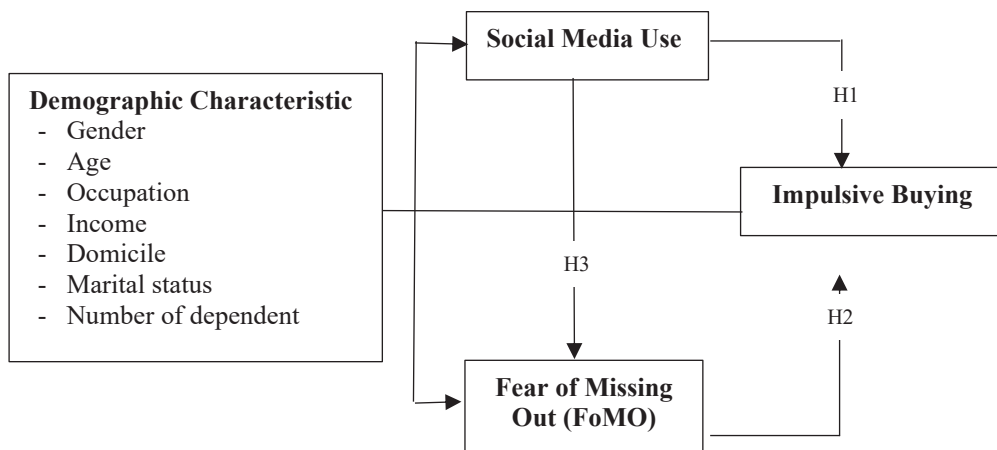 Social Media Use
Demographic Characteristic
- Gender
- Age
- Occupation
- Income
- Domicile
- Marital status
- Number of dependent
H1
Impulsive Buying
H3
H2
Fear of Missing
Out (FoMO)